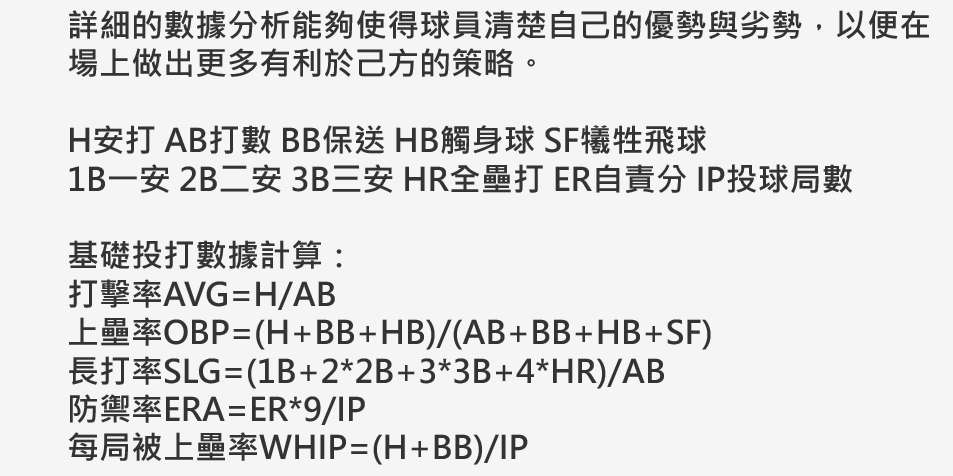 詳細的數據分析能夠使得球員清楚自己的優勢與劣勢，以便在
場上做出更多有利於己方的策略。
H安打 AB打數 BB保送 HB觸身球 SF犧牲飛球
1B一安 2B二安 3B三安 HR全壘打 ER自責分 IP投球局數
基礎投打數據計算：
打擊率AVG=H/AB
上壘率OBP=(H+BB+HB)/(AB+BB+HB+SF)
長打率SLG=(1B+2*2B+3*3B+4*HR)/AB
防禦率ERA=ER*9/IP
每局被上壘率WHIP=(H+BB)/IP